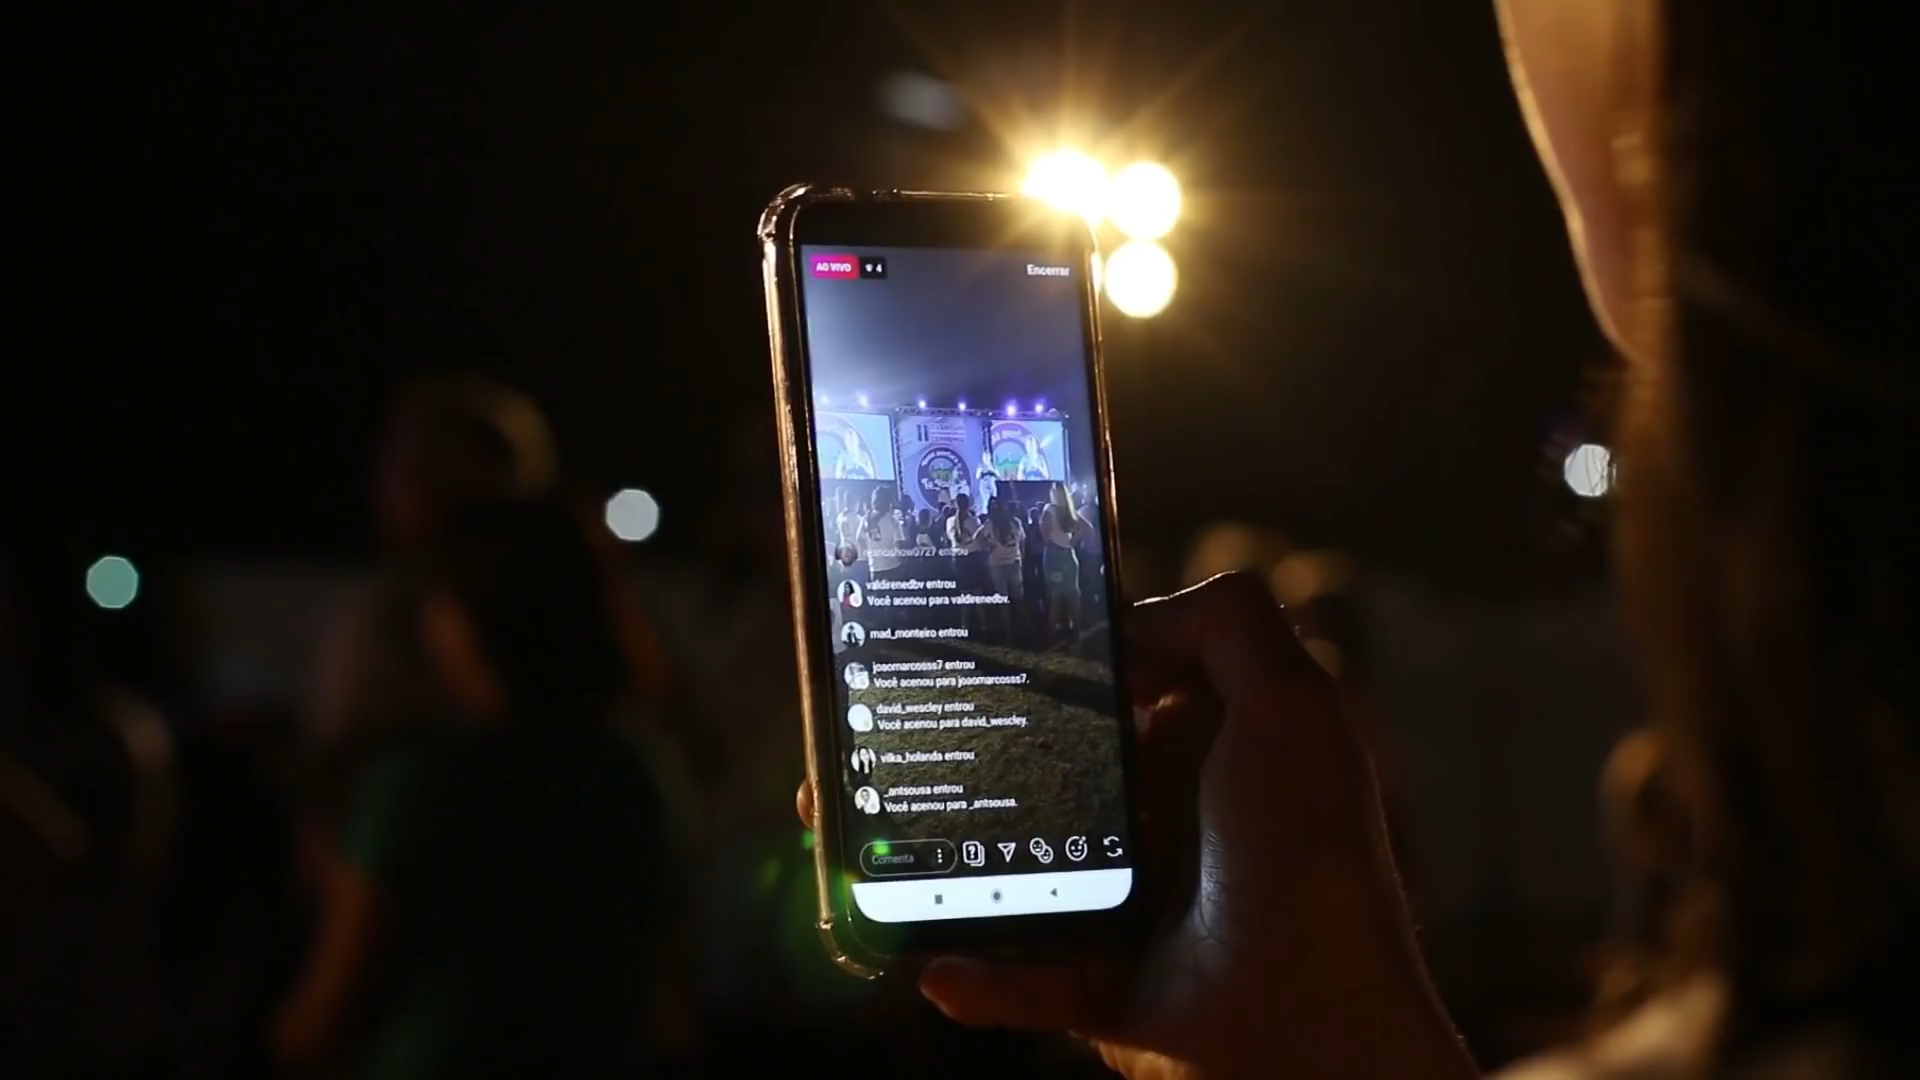 AO VIVO 4
Encerrar
entrou
valdirenedbv entrou
Você acenou para valdirenedbv.
mad_monteiro entrou
joaomarcosss7 entrou
Você acenou para joaomarcosss7.
david_wescley entrou
Você acenou para david_wescley.
vilka_holanda entrou
_antsousa entrou
Você acenou para _antsousa.
Comenta